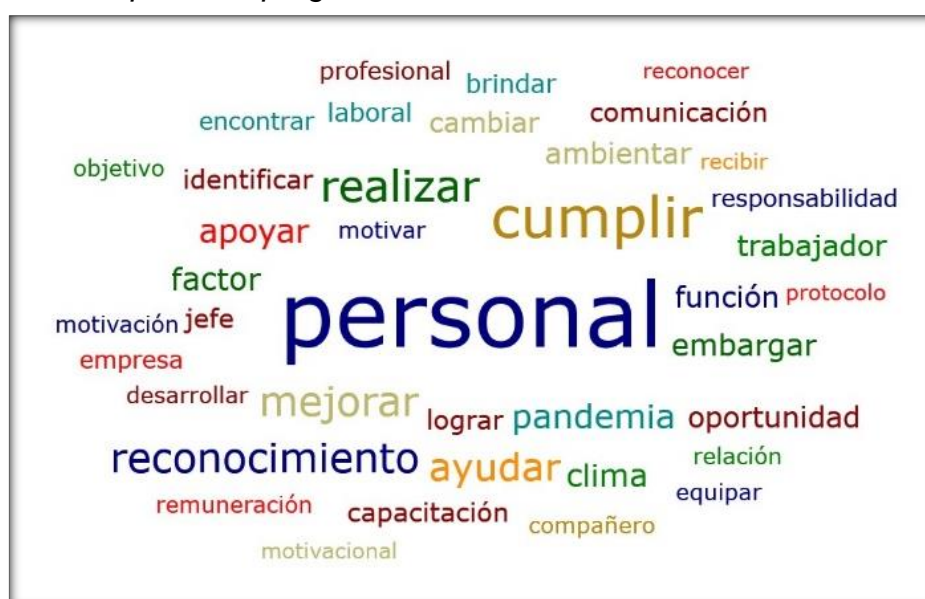 profesional brindar reconocer
encontrar laboral cambiar comunicación
objetivo identificar realizar ambientar recibir
apoyar motivar cumplir responsabilidad
factor trabajador
motivación jefe personal función protocolo
empresa embargar
desarrollar mejorar lograr pandemia oportunidad
reconocimiento ayudar clima relación
remuneración capacitación compañero equipar
motivacional